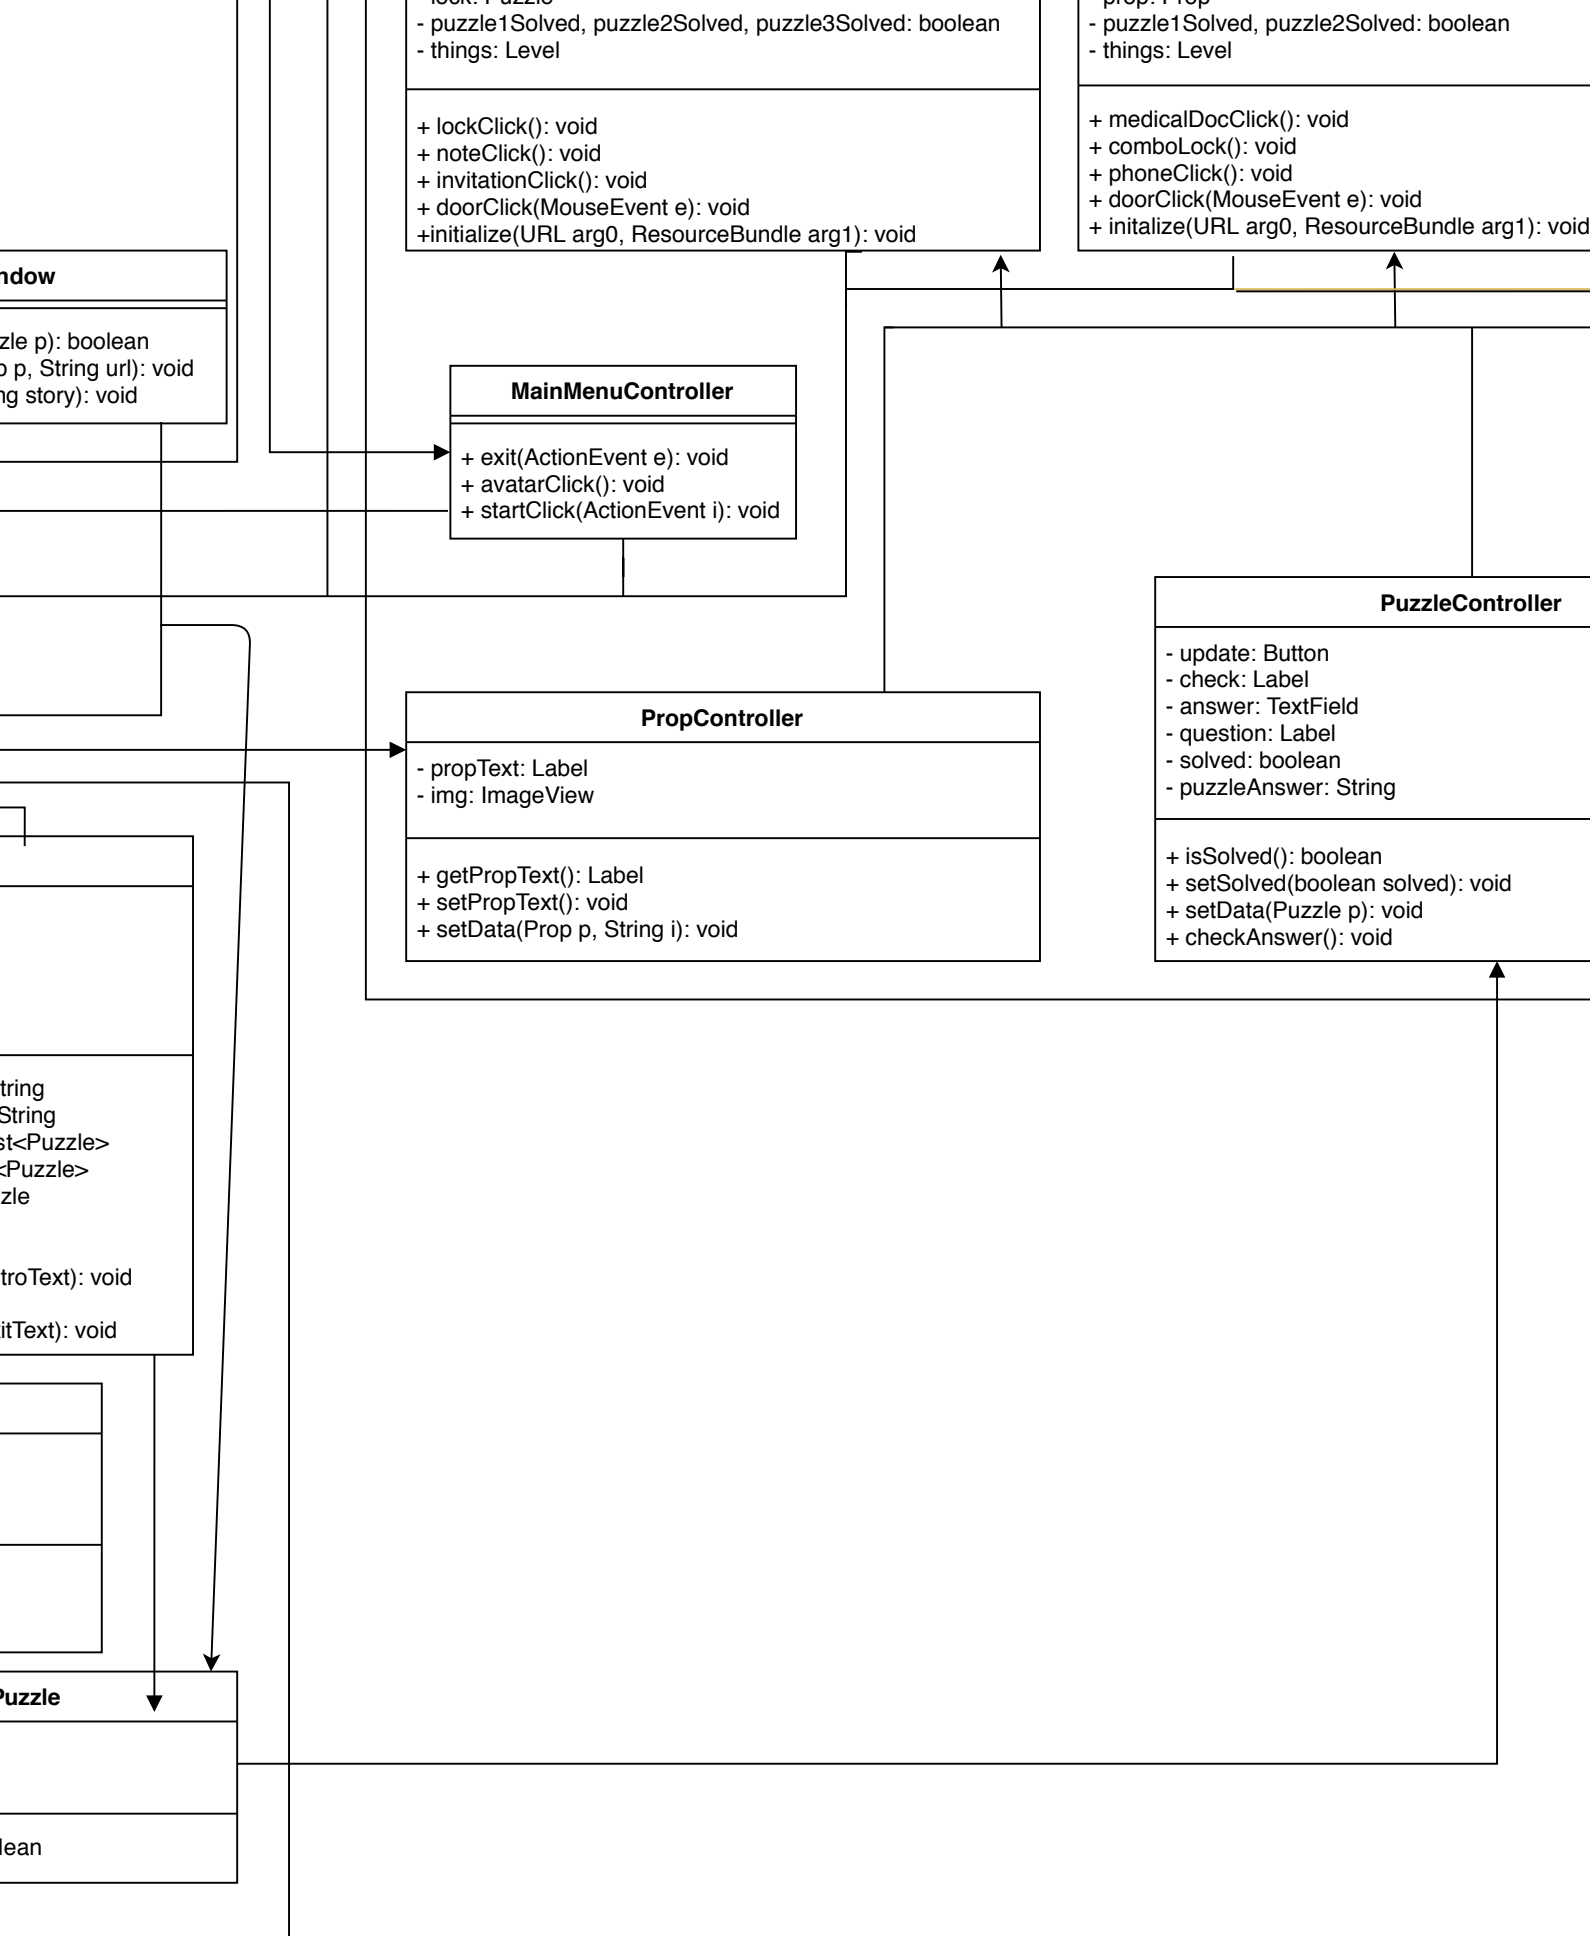 - puzzle1Solved, puzzle2Solved, puzzle3Solved: boolean
- things: Level
+ lockClick(): void
+ noteClick(): void
+ invitationClick(): void
+ doorClick(MouseEvent e): void
+initialize(URL arg0, ResourceBundle arg1): void
- puzzle1Solved, puzzle2Solved: boolean
- things: Level
+ medicalDocClick(): void
+ comboLock(): void
+ phoneClick(): void
+ doorClick(MouseEvent e): void
+ initalize(URL arg0, ResourceBundle arg1): void
ndow
zle p): boolean
p, String url): void
ng story): void
MainMenuController
+ exit(ActionEvent e): void
+ avatarClick(): void
+ startClick(ActionEvent i): void
PropController
- propText: Label
- img: ImageView
+ getPropText(): Label
+ setPropText(): void
+ setData(Prop p, String i): void
PuzzleController
- update: Button
- check: Label
- answer: TextField
- question: Label
- solved: boolean
- puzzleAnswer: String
+ isSolved(): boolean
+ setSolved(boolean solved): void
+ setData(Puzzle p): void
+ checkAnswer(): void
tring
String
st<Puzzle>
<Puzzle>
zle
troText): void
itText): void
Puzzle
lean